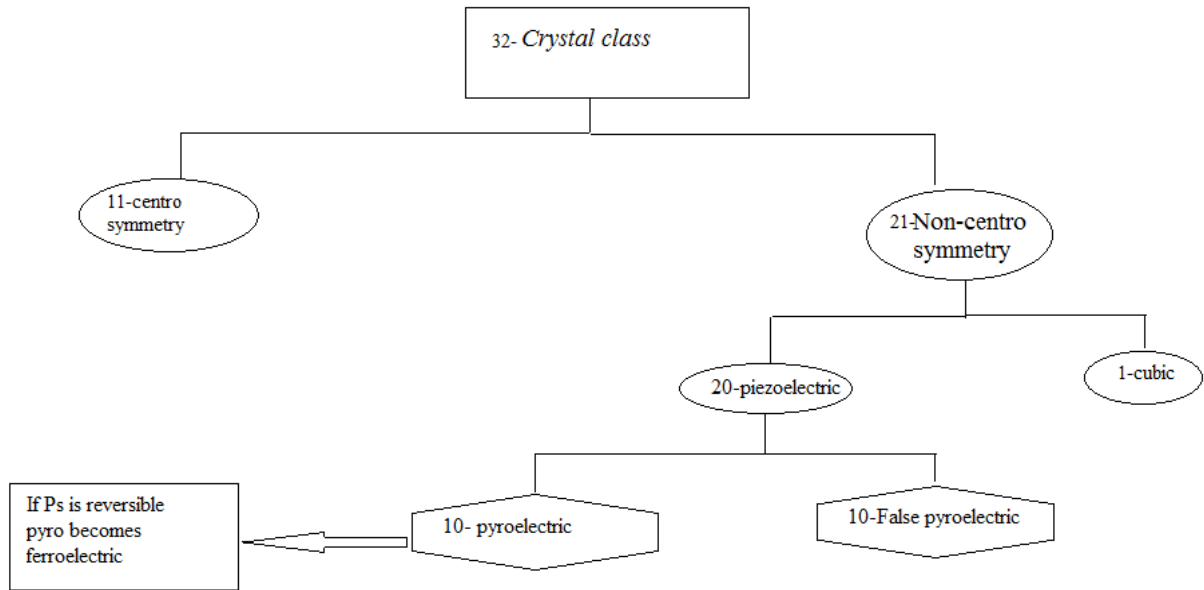 32- Crystal class
11-centro
symmetry
21-Non-centro
symmetry
20-piezoelectric
1-cubic
If Ps is reversible
pyro becomes
ferroelectric
10- pyroelectric
10-False pyroelectric